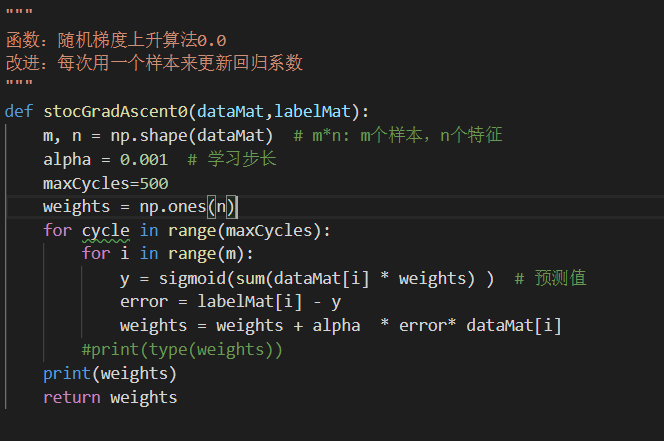 """
函数：随机梯度上升算法0.0
改进：每次用一个样本来更新回归系数
"""
def stocGradAscent0(dataMat,labelMat):
    m, n = np.shape(dataMat)  # m*n: m个样本，n个特征
    alpha = 0.001  # 学习步长
    maxCycles=500
    weights = np.ones(n)
    for cycle in range(maxCycles):
        for i in range(m):
            y = sigmoid(sum(dataMat[i] * weights) )  # 预测值
            error = labelMat[i] - y
            weights = weights + alpha  * error* dataMat[i]
        #print(type(weights))
    print(weights)
    return weights